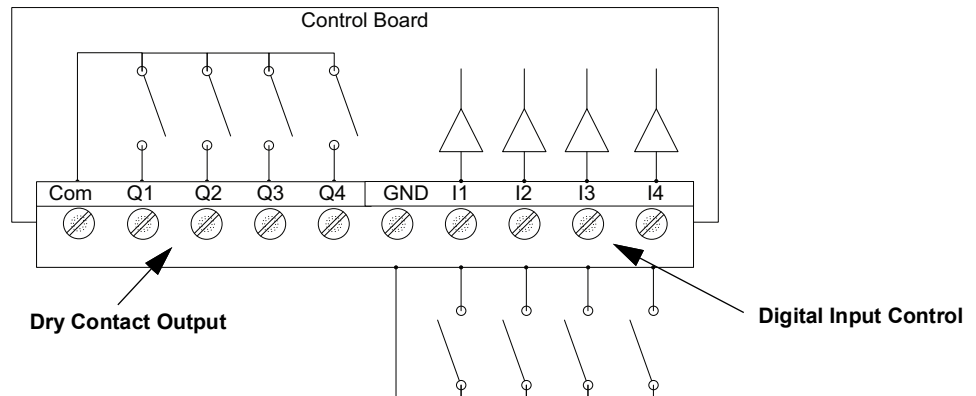 Control Board
Com Q1 Q2 Q3 Q4 GND I1 I2 I3 I4
Dry Contact Output
Digital Input Control